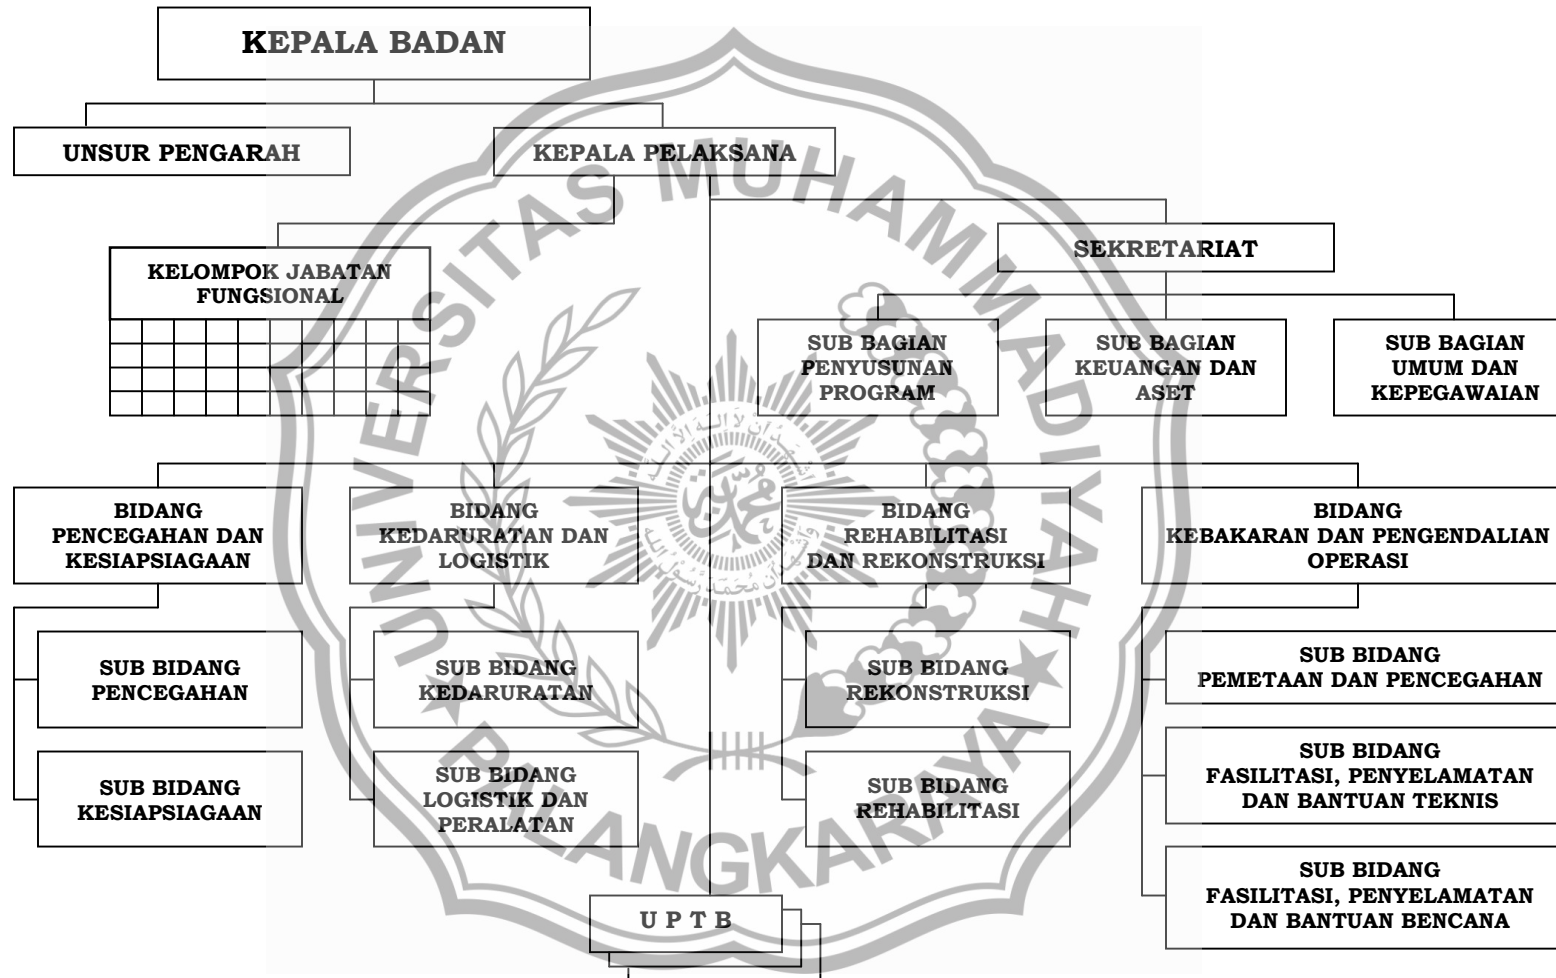 KEPALA BADAN
UNSUR PENGARAH
KEPALA PELAKSANA
KELOMPOK JABATAN
FUNGSIONAL
SEKRETARIAT
SUB BAGIAN
PENYUSUNAN
PROGRAM
SUB BAGIAN
KEUANGAN DAN
ASET
SUB BAGIAN
UMUM DAN
KEPEGAWAIAN
BIDANG
PENCEGAHAN DAN
KESIAPSIAGAAN
BIDANG
KEDARURATAN DAN
LOGISTIK
BIDANG
REHABILITASI
DAN REKONSTRUKSI
BIDANG
KEBAKARAN DAN PENGENDALIAN
OPERASI
SUB BIDANG
PENCEGAHAN
SUB BIDANG
KEDARURATAN
SUB BIDANG
REKONSTRUKSI
SUB BIDANG
PEMETAAN DAN PENCEGAHAN
SUB BIDANG
KESIAPSIAGAAN
SUB BIDANG
LOGISTIK DAN
PERALATAN
SUB BIDANG
REHABILITASI
SUB BIDANG
FASILITASI, PENYELAMATAN
DAN BANTUAN TEKNIS
SUB BIDANG
FASILITASI, PENYELAMATAN
DAN BANTUAN BENCANA
U P T B
UNIVERSITAS MUHAMMADIYAH
PALANGKARAYA